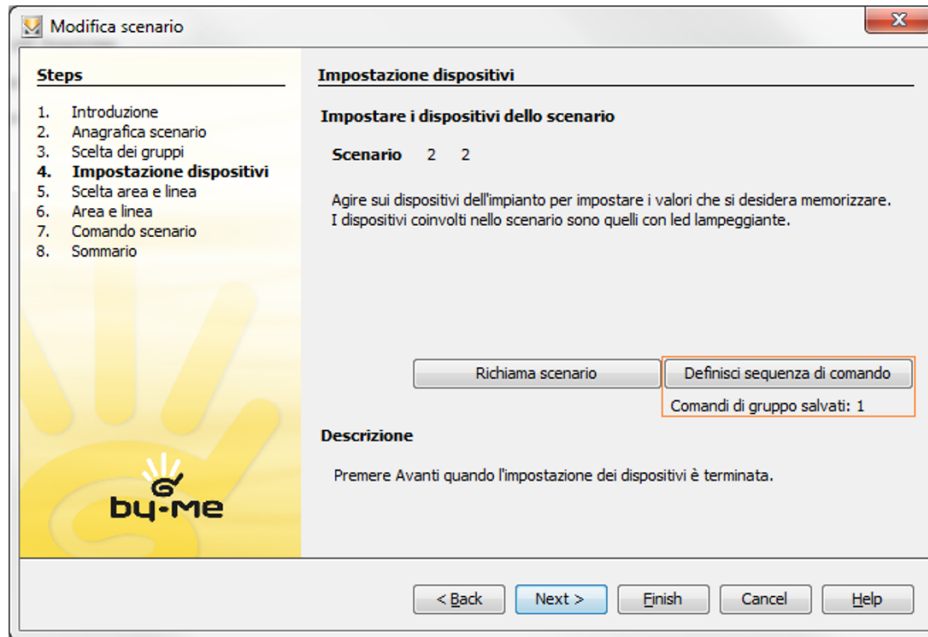 Modifica scenario
Steps
1. Introduzione
2. Anagrafica scenario
3. Scelta dei gruppi
4. Impostazione dispositivi
5. Scelta area e linea
6. Area e linea
7. Comando scenario
8. Sommario
by-me
Impostazione dispositivi
Impostare i dispositivi dello scenario
Scenario 2 2
Agire sui dispositivi dell'impianto per impostare i valori che si desidera memorizzare.
I dispositivi coinvolti nello scenario sono quelli con led lampeggiante.
Richiama scenario Definisci sequenza di comando
Comandi di gruppo salvati: 1
Descrizione
Premere Avanti quando l'impostazione dei dispositivi è terminata.
< Back Next > Finish Cancel Help